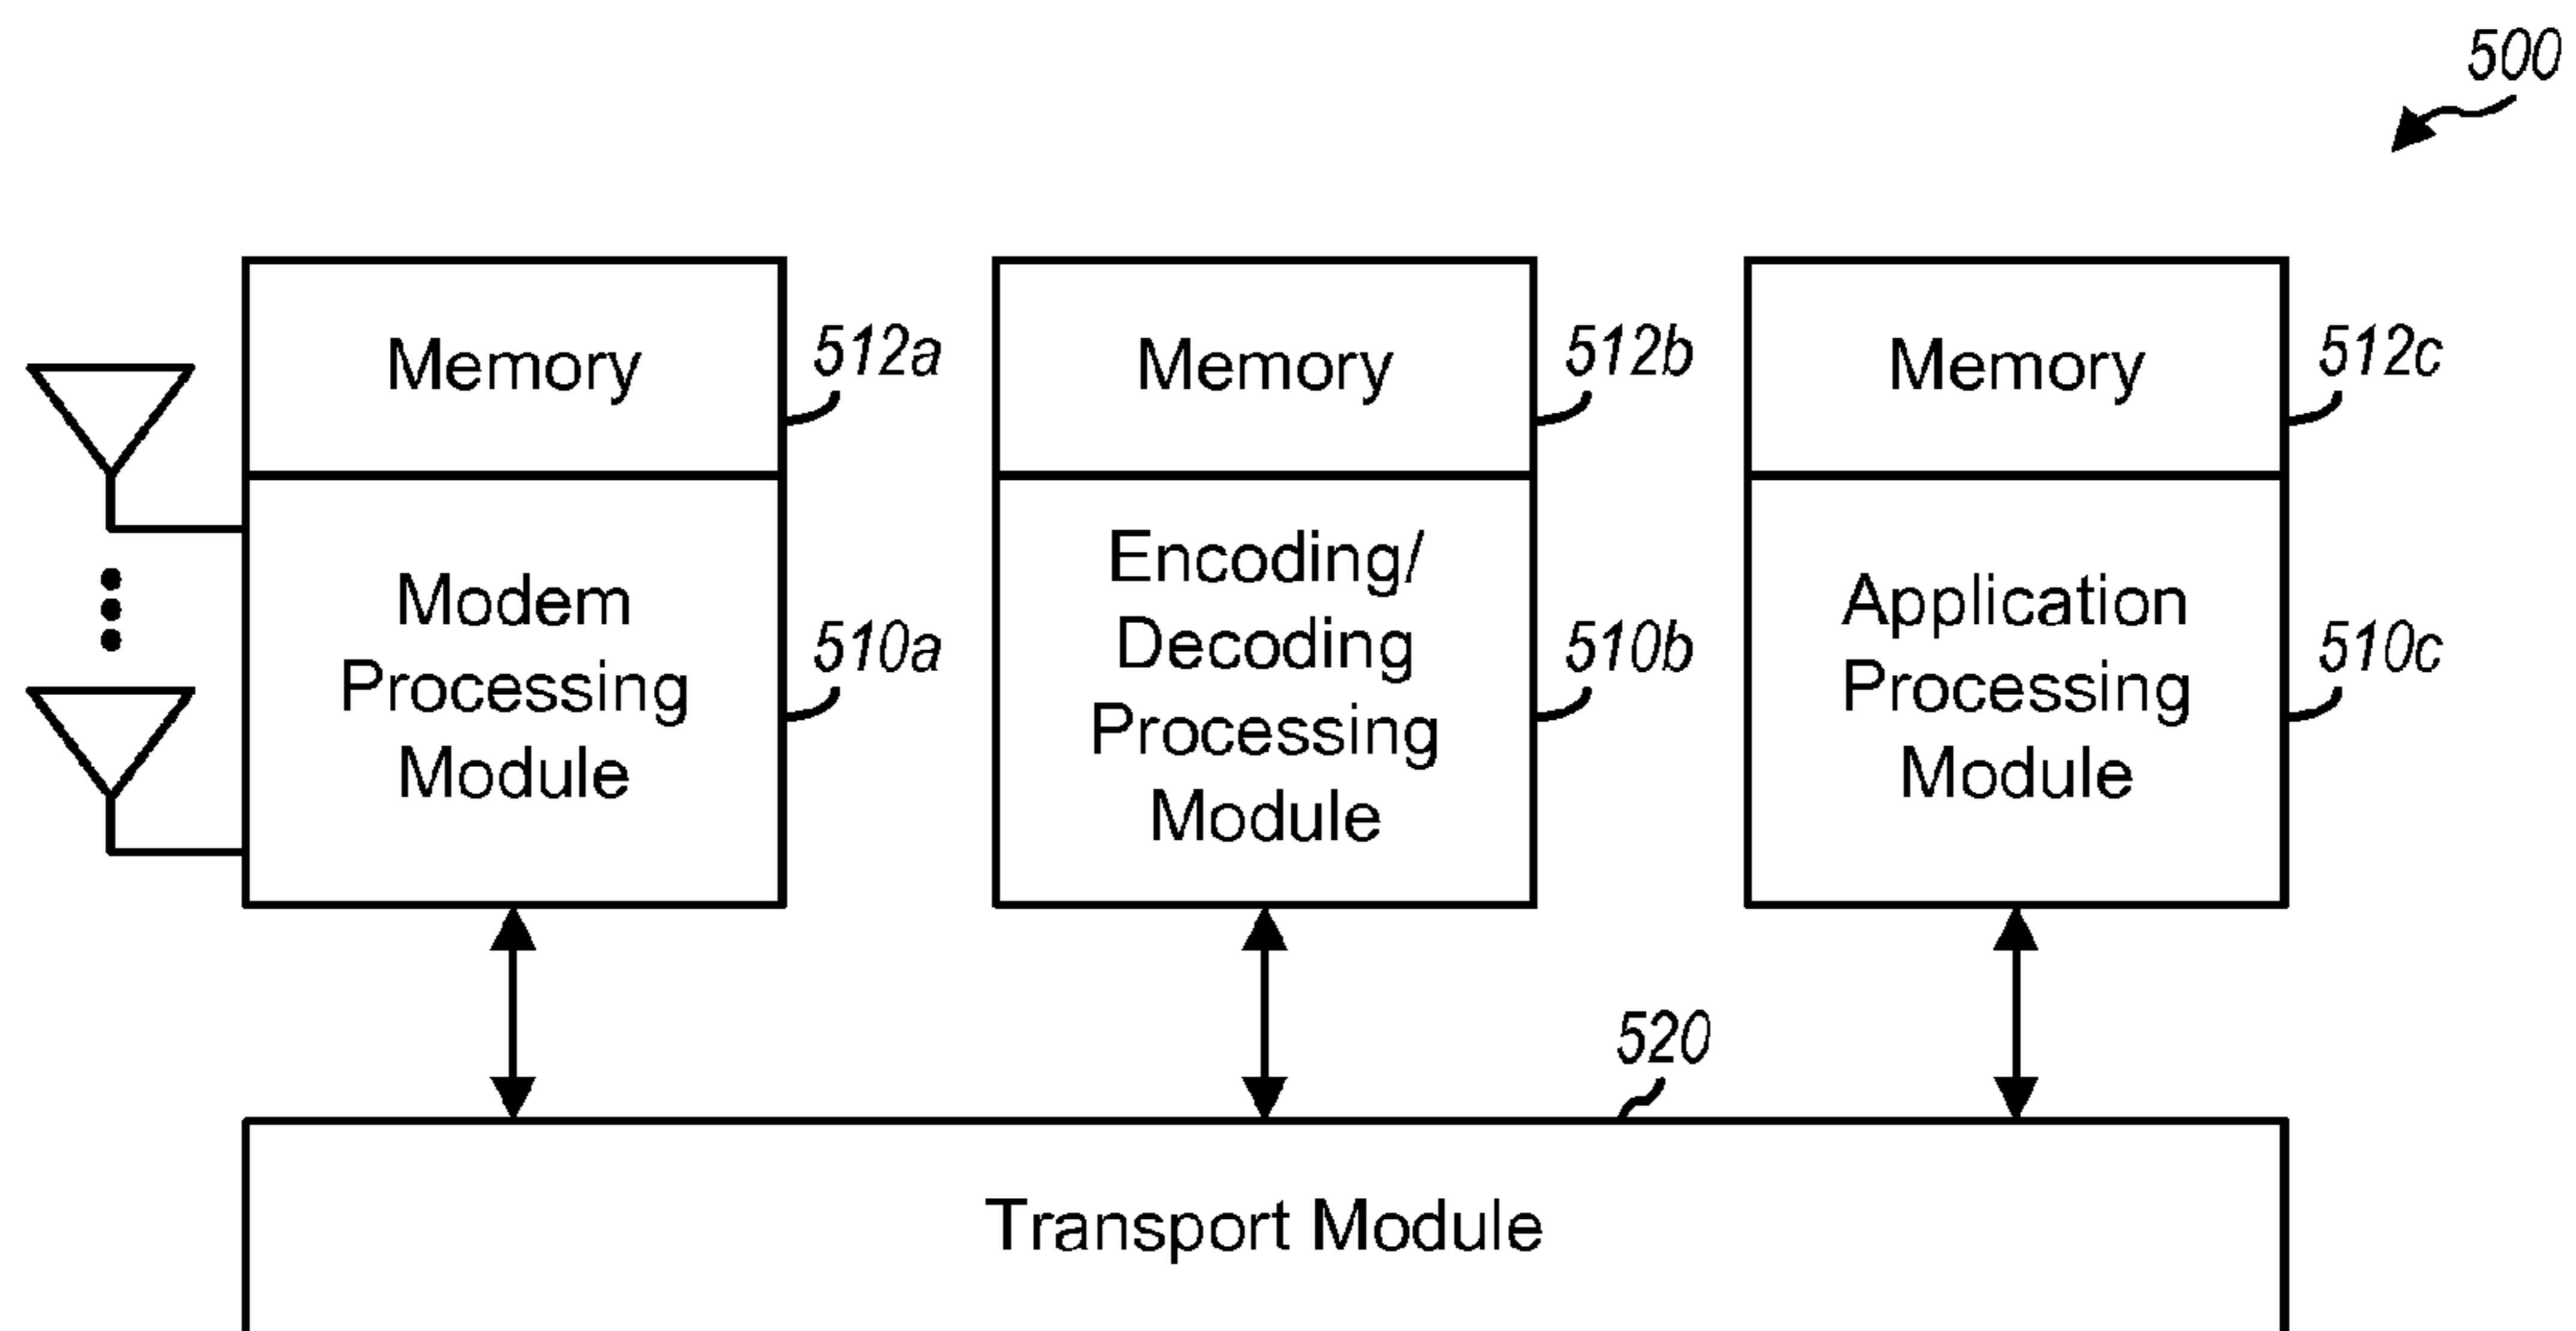 500
Memory
512a
Memory
512b
Memory
512c
Modem
Processing
Module
510a
Encoding/
Decoding
Processing
Module
510b
Application
Processing
Module
510c
520
Transport Module